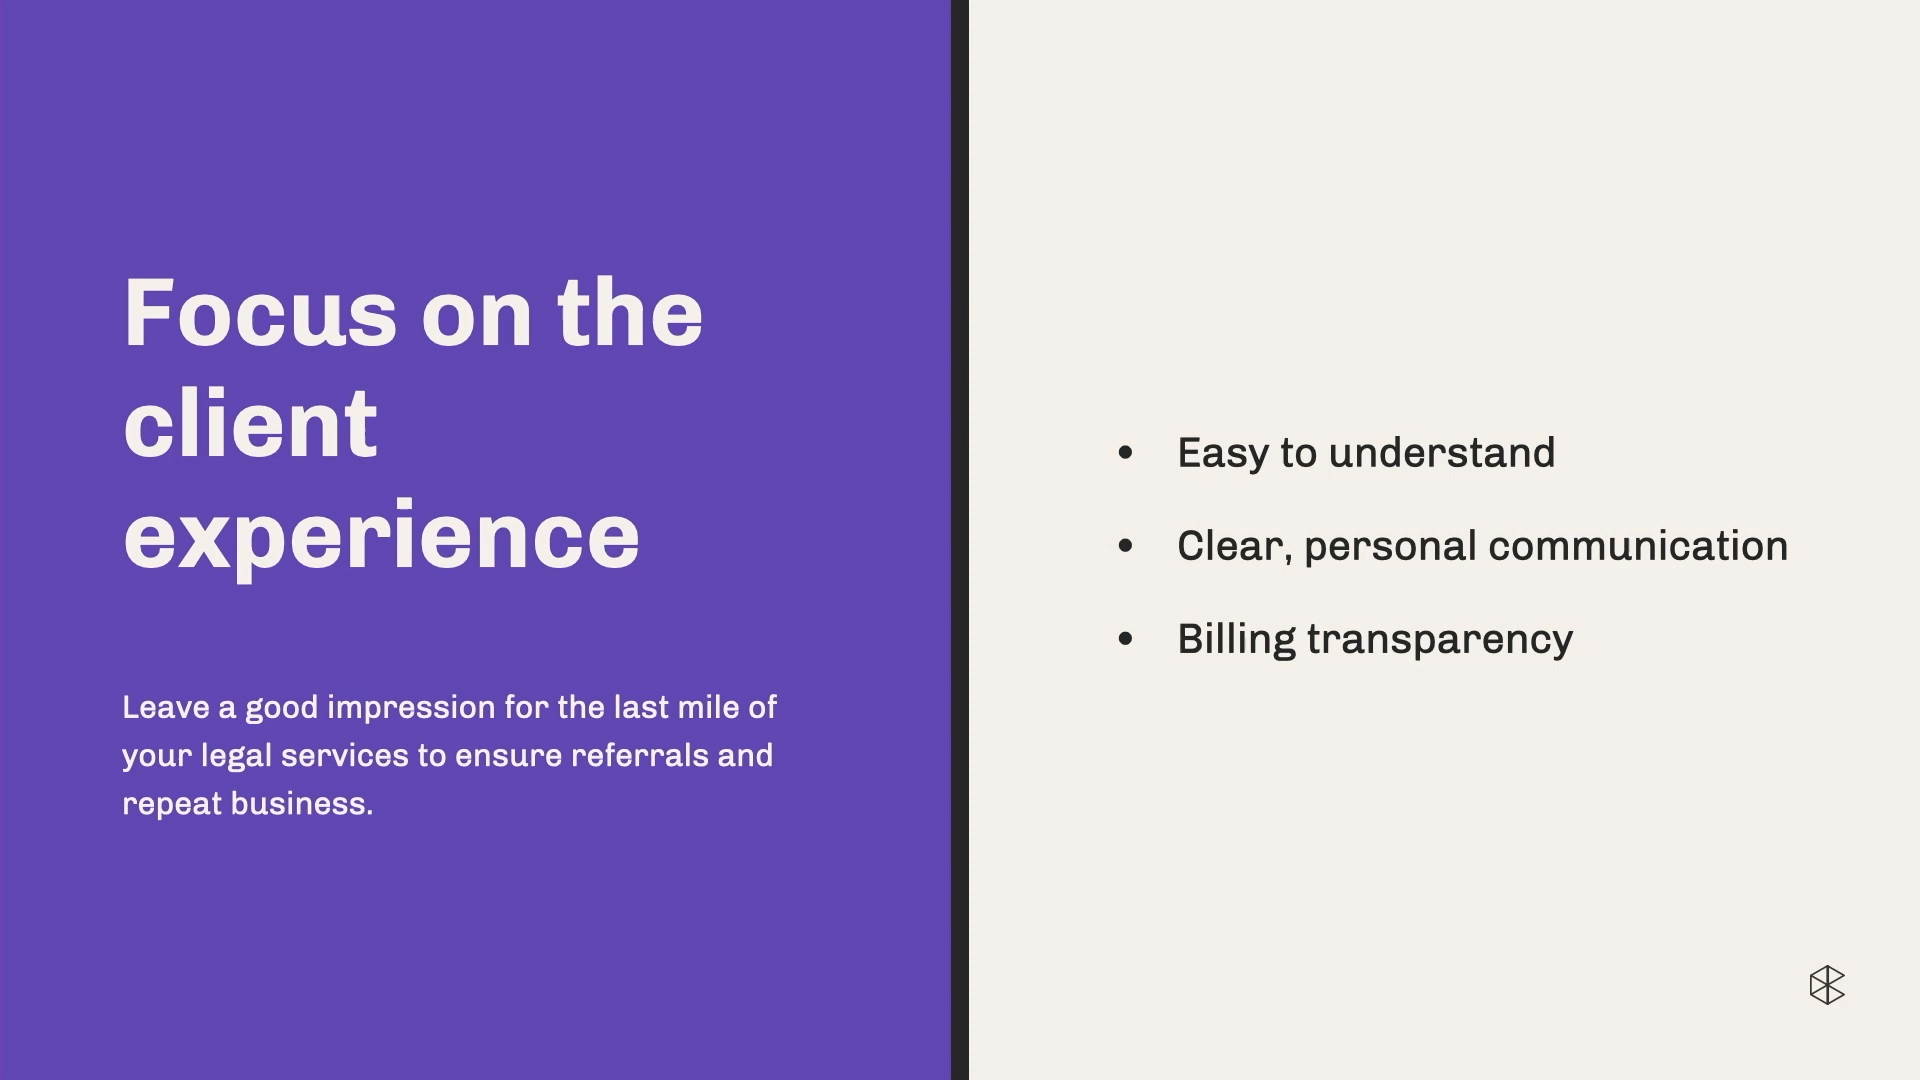 Focus on the
client
experience
Leave a good impression for the last mile of
your legal services to ensure referrals and
repeat business.
• Easy to understand
• Clear, personal communication
• Billing transparency